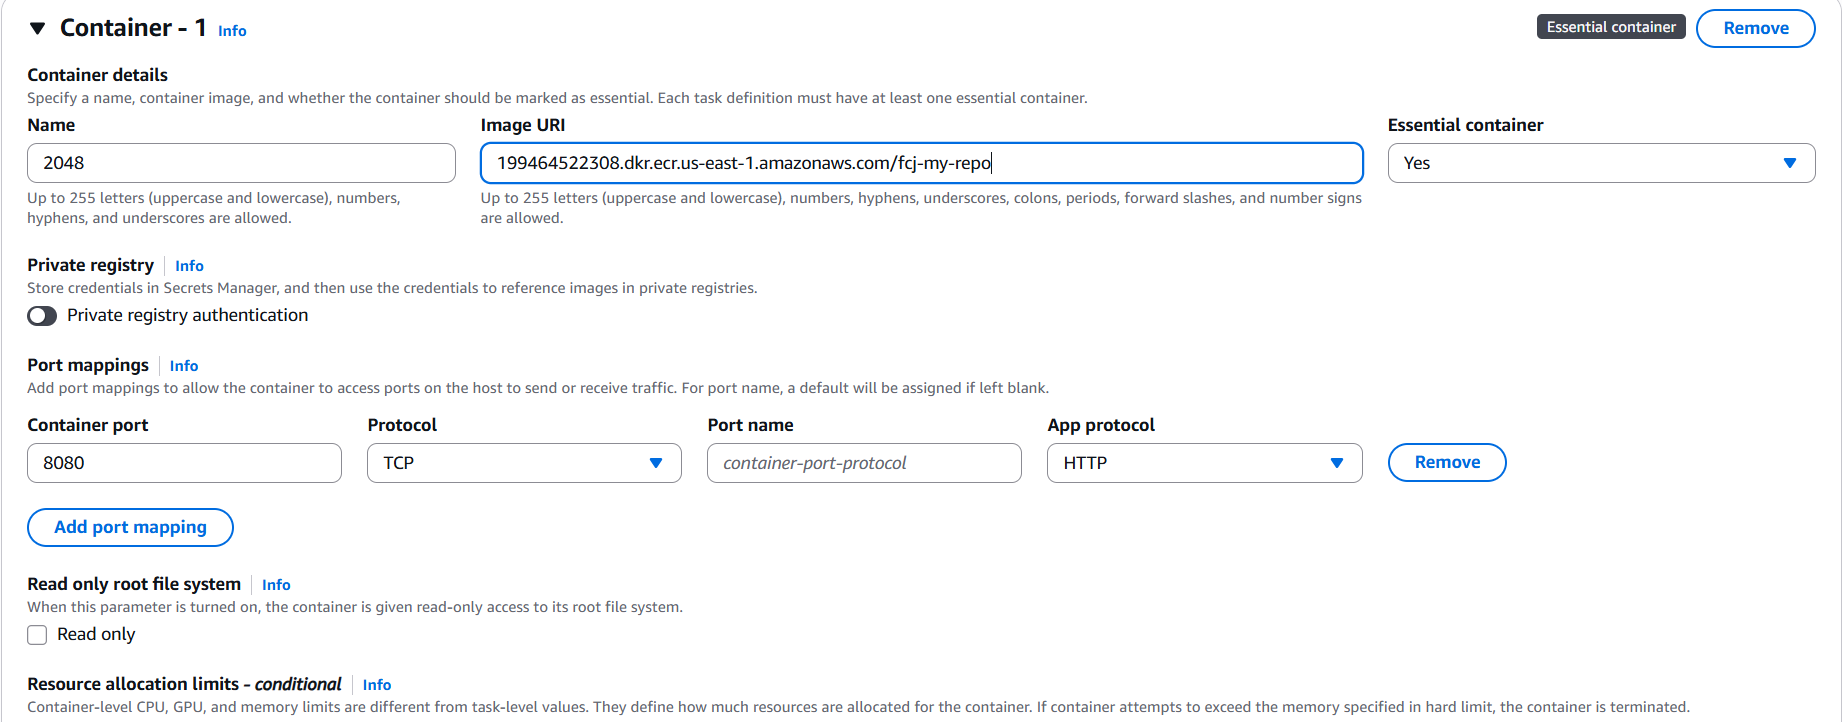 Container - 1 Info
Essential container
Remove
Container details
Specify a name, container image, and whether the container should be marked as essential. Each task definition must have at least one essential container.
Name
Image URI
Essential container
2048
199464522308.dkr.ecr.us-east-1.amazonaws.com/fcj-my-repo
Yes
Up to 255 letters (uppercase and lowercase), numbers,
hyphens, and underscores are allowed.
Up to 255 letters (uppercase and lowercase), numbers, hyphens, underscores, colons, periods, forward slashes, and number signs
are allowed.
Private registry Info
Store credentials in Secrets Manager, and then use the credentials to reference images in private registries.
Private registry authentication
Port mappings Info
Add port mappings to allow the container to access ports on the host to send or receive traffic. For port name, a default will be assigned if left blank.
Container port
Protocol
Port name
App protocol
8080
TCP
container-port-protocol
HTTP
Remove
Add port mapping
Read only root file system Info
When this parameter is turned on, the container is given read-only access to its root file system.
Read only
Resource allocation limits - conditional Info
Container-level CPU, GPU, and memory limits are different from task-level values. They define how much resources are allocated for the container. If container attempts to exceed the memory specified in hard limit, the container is terminated.